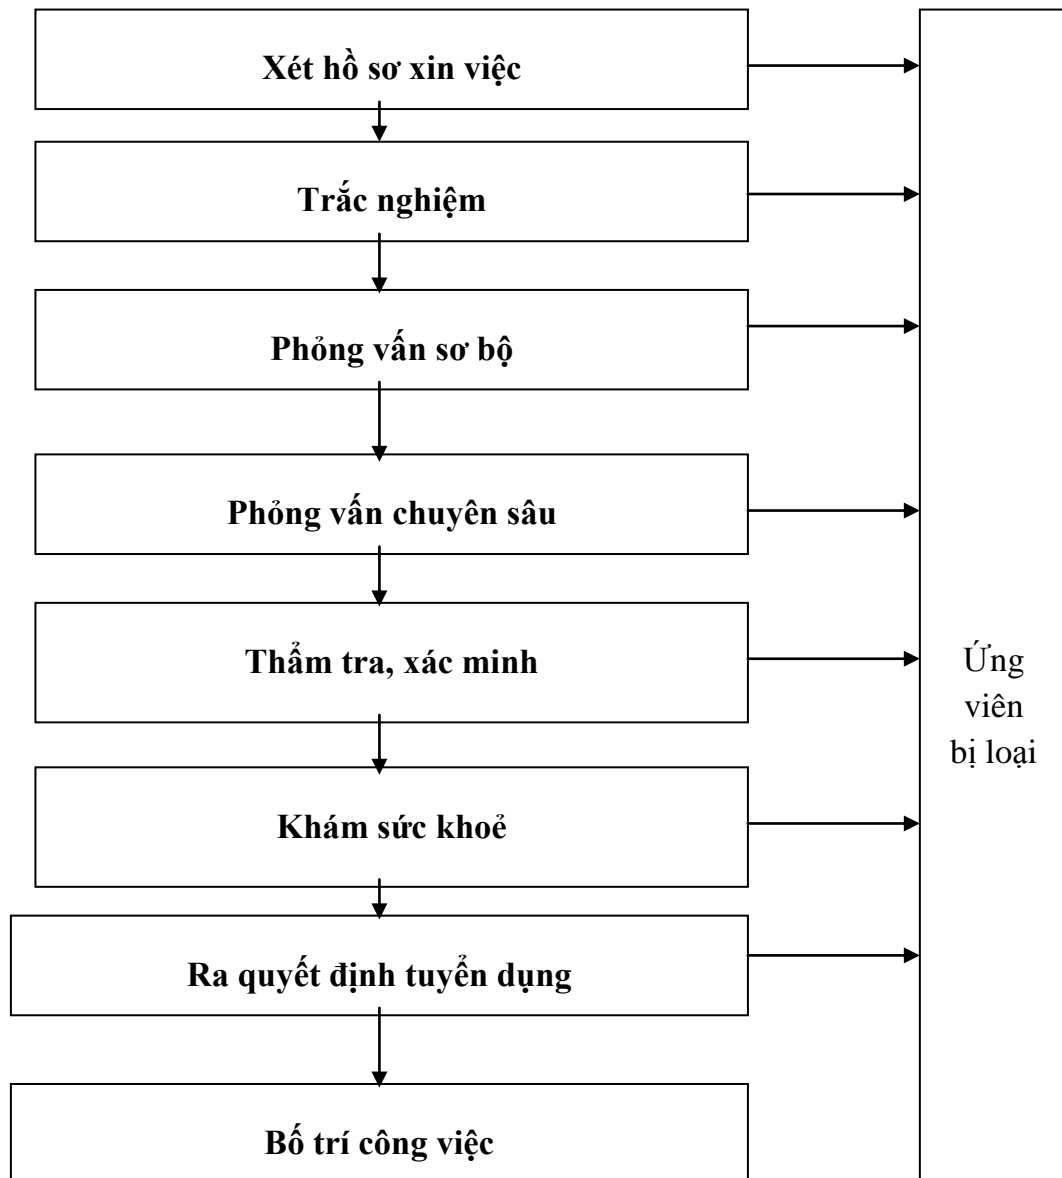 Xét hồ sơ xin việc
Trắc nghiệm
Phỏng vấn sơ bộ
Phỏng vấn chuyên sâu
Thẩm tra, xác minh
Khám sức khoẻ
Ra quyết định tuyển dụng
Bố trí công việc
Ứng
viên
bị loại